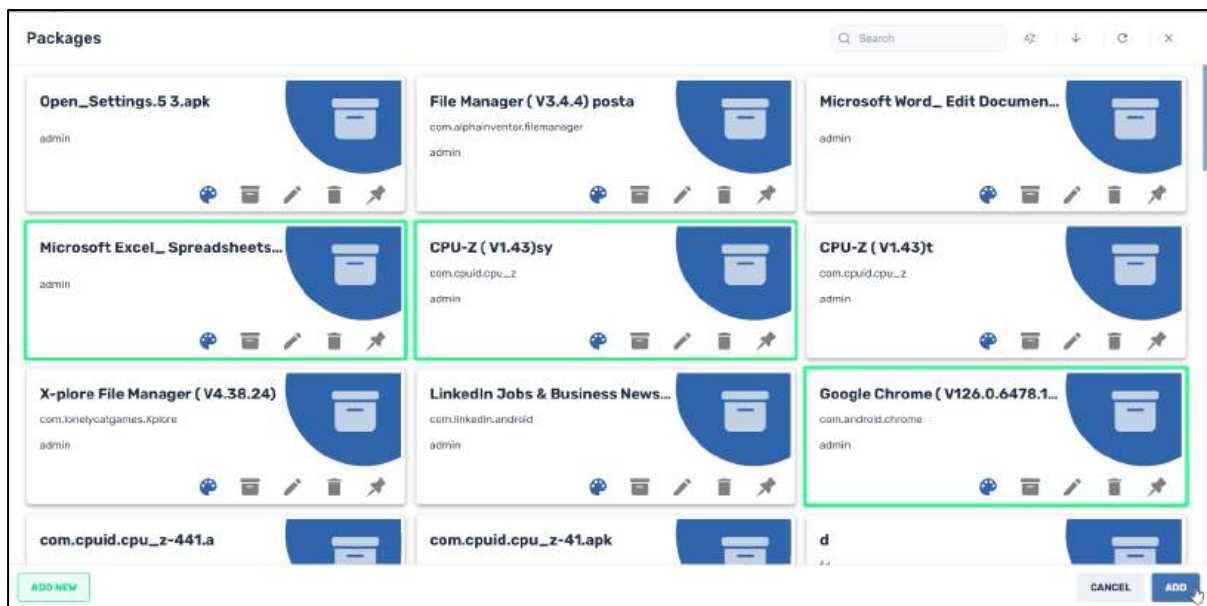 Packages
Search
Open_Settings.5 3.apk
admin
File Manager ( V3.4.4) posta
com.alphainventor.filemanager
admin
Microsoft Word_ Edit Documen...
admin
Microsoft Excel_ Spreadsheets...
admin
CPU-Z ( V1.43)sy
com.cpuid.cpu_z
admin
CPU-Z ( V1.43)t
com.cpuid.cpu_z
admin
X-plore File Manager ( V4.38.24)
com.lonelycatgames.Xplore
admin
LinkedIn Jobs & Business News...
com.linkedin.android
admin
Google Chrome ( V126.0.6478.1...
com.android.chrome
admin
com.cpuid.cpu_z-441.a
com.cpuid.cpu_z-41.apk
d
ADD NEW
CANCEL
ADD